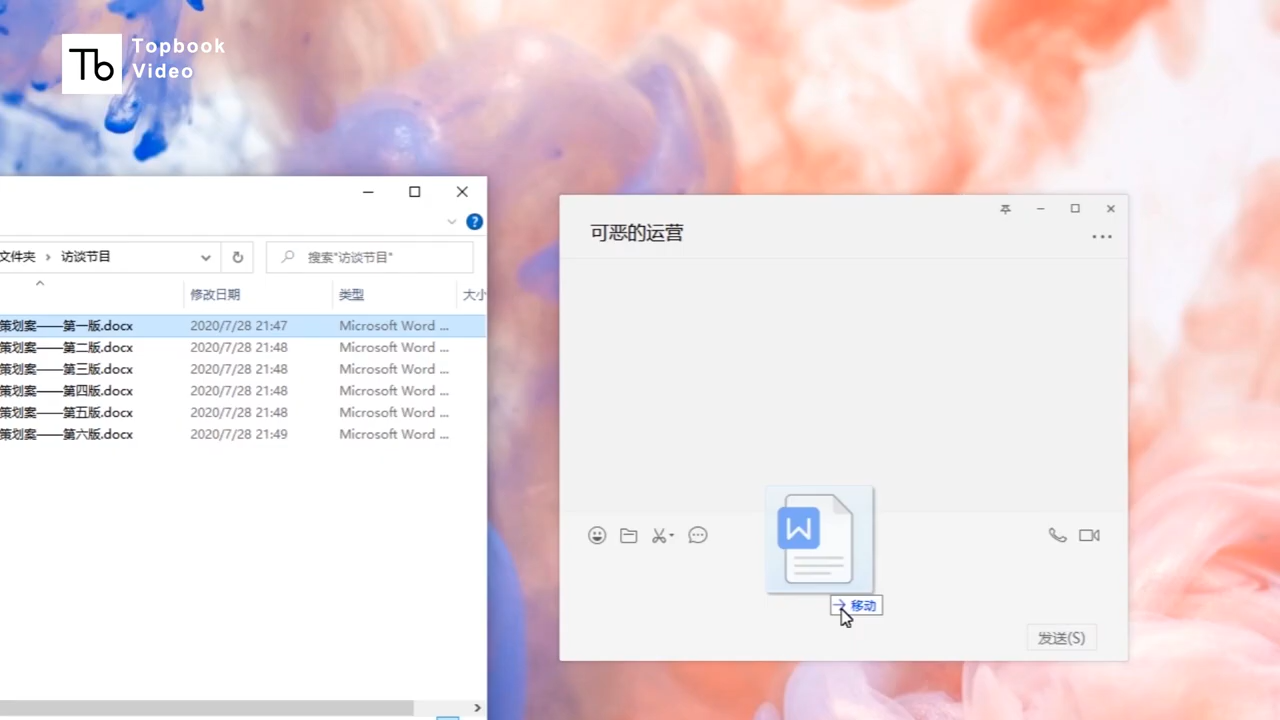 Tb
Topbook
Video
?
文件夹 › 访谈节目
搜索"访谈节目"
修改日期
类型
大小
策划案——第一版.docx
2020/7/28 21:47
Microsoft Word ...
策划案——第二版.docx
2020/7/28 21:48
Microsoft Word ...
策划案——第三版.docx
2020/7/28 21:48
Microsoft Word ...
策划案——第四版.docx
2020/7/28 21:48
Microsoft Word ...
策划案——第五版.docx
2020/7/28 21:48
Microsoft Word ...
策划案——第六版.docx
2020/7/28 21:49
Microsoft Word ...
可恶的运营
W
移动
发送(S)